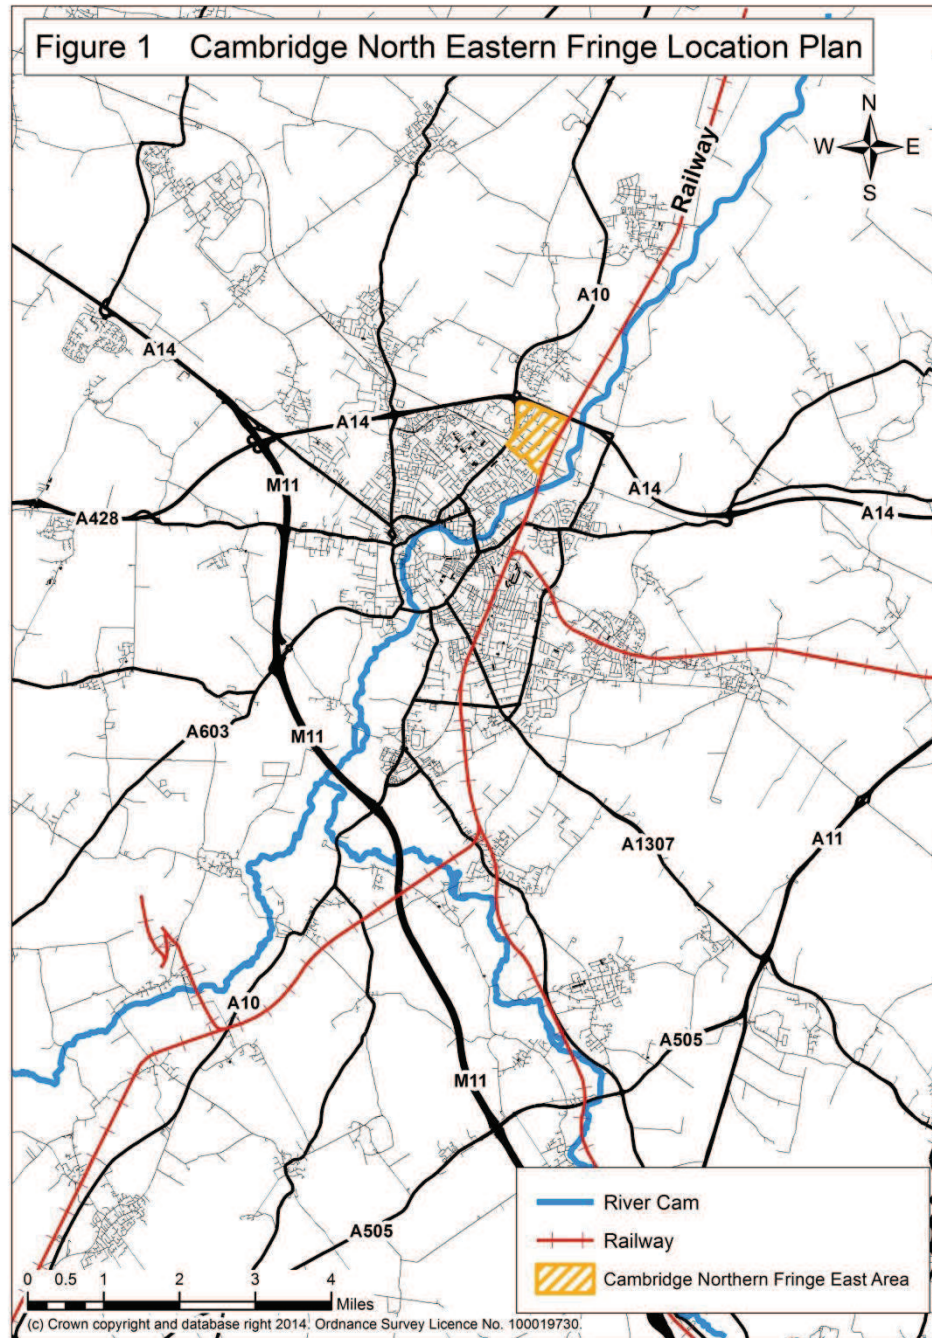 Figure 1 Cambridge North Eastern Fringe Location Plan
N
W E
S
Railway
A10
A14
A14
M11
A14
A14
A428
A603
M11
A1307
A11
A10
A505
M11
A505
River Cam
Railway
Cambridge Northern Fringe East Area
0 0.5 1 2 3 4
Miles
(c) Crown copyright and database right 2014. Ordnance Survey Licence No. 100019730.